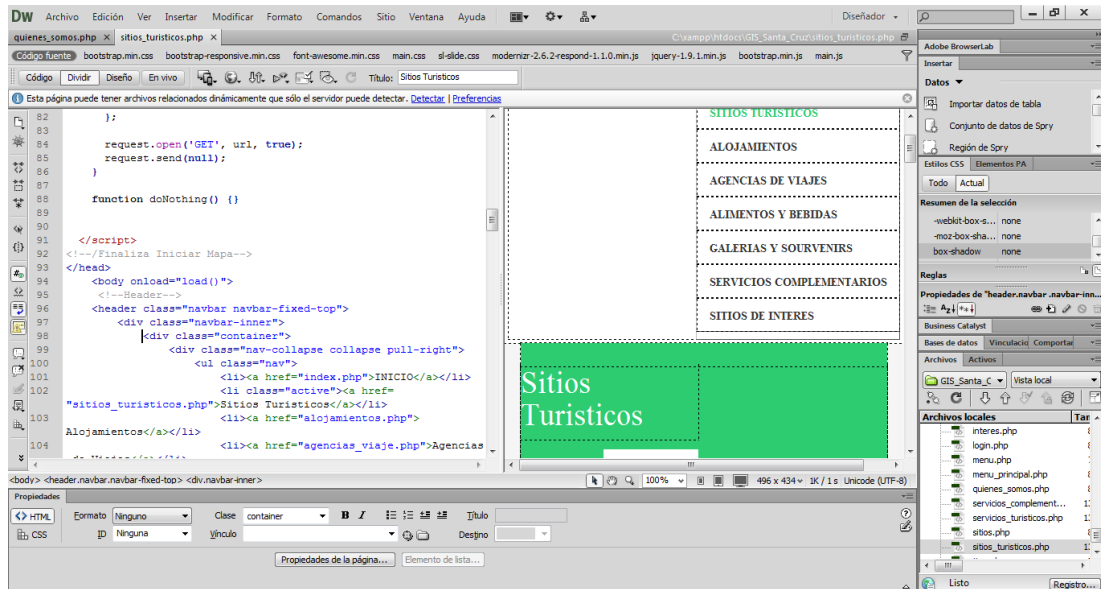 DW Archivo Edición Ver Insertar Modificar Formato Comandos Sitio Ventana Ayuda Diseñador
quienes_somos.php × sitios_turisticos.php × C:\xampp\htdocs\GIS_Santa_Cruz\sitios_turisticos.php
Código fuente bootstrap.min.css bootstrap-responsive.min.css font-awesome.min.css main.css sl-slide.css modernizr-2.6.2-respond-1.1.0.min.js jquery-1.9.1.min.js bootstrap.min.js main.js
Código Dividir Diseño En vivo Título: Sitios Turisticos
Esta página puede tener archivos relacionados dinámicamente que sólo el servidor puede detectar. Detectar | Preferencias
82 };
83
84 request.open('GET', url, true);
85 request.send(null);
86 }
87
88 function doNothing() {}
89
90
91 </script>
92 <!--/Finaliza Iniciar Mapa-->
93 </head>
94 <body onload="load()">
95 <!--Header-->
96 <header class="navbar navbar-fixed-top">
97 <div class="navbar-inner">
98 <div class="container">
99 <div class="nav-collapse collapse pull-right">
100 <ul class="nav">
101 <li><a href="index.php">INICIO</a></li>
102 <li class="active"><a href=
"sitios_turisticos.php">Sitios Turisticos</a></li>
103 <li><a href="alojamientos.php">
Alojamientos</a></li>
104 <li><a href="agencias_viaje.php">Agencias
SITIOS TURISTICOS
ALOJAMIENTOS
AGENCIAS DE VIAJES
ALIMENTOS Y BEBIDAS
GALERIAS Y SOURVENIRS
SERVICIOS COMPLEMENTARIOS
SITIOS DE INTERES
Sitios
Turisticos
<body> <header.navbar.navbar-fixed-top> <div.navbar-inner> 100% 496 x 434 1K / 1 s Unicode (UTF-8)
Propiedades
<> HTML Formato Ninguno Clase container B I Título
CSS ID Ninguna Vínculo Destino
Propiedades de la página... Elemento de lista...
Adobe BrowserLab
Insertar
Datos
Importar datos de tabla
Conjunto de datos de Spry
Región de Spry
Estilos CSS Elementos PA
Todo Actual
Resumen de la selección
-webkit-box-s... none
-moz-box-sha... none
box-shadow none
Reglas
Propiedades de "header.navbar .navbar-inn...
Business Catalyst
Bases de datos Vinculacio Comportar
Archivos Activos
GIS_Santa_C Vista local
Archivos locales Tar
interes.php
login.php
menu.php
menu_principal.php
quienes_somos.php
servicios_complement...
servicios_turisticos.php
sitios.php
sitios_turisticos.php
Listo Registro...